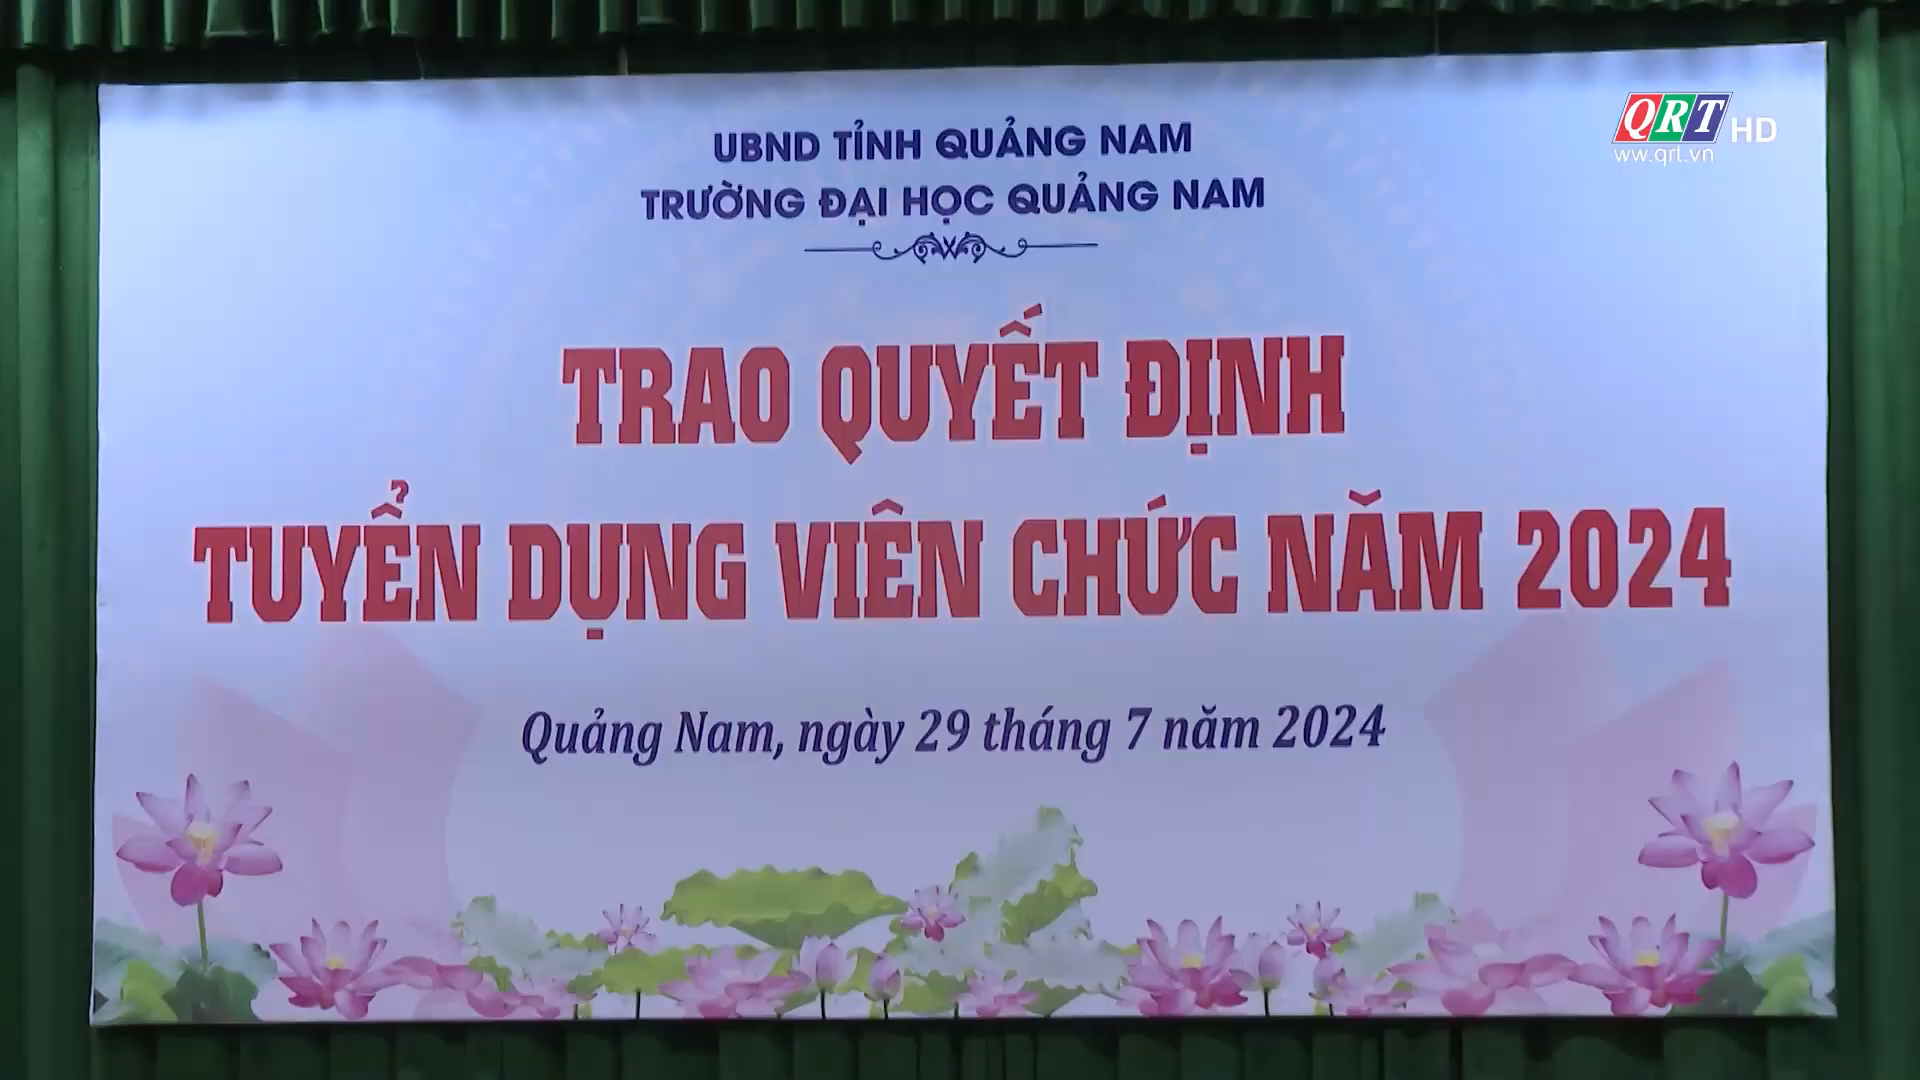 QRT HD
ww.qrt.vn
UBND TỈNH QUẢNG NAM
TRƯỜNG ĐẠI HỌC QUẢNG NAM
TRAO QUYẾT ĐỊNH
TUYỂN DỤNG VIÊN CHỨC NĂM 2024
Quảng Nam, ngày 29 tháng 7 năm 2024